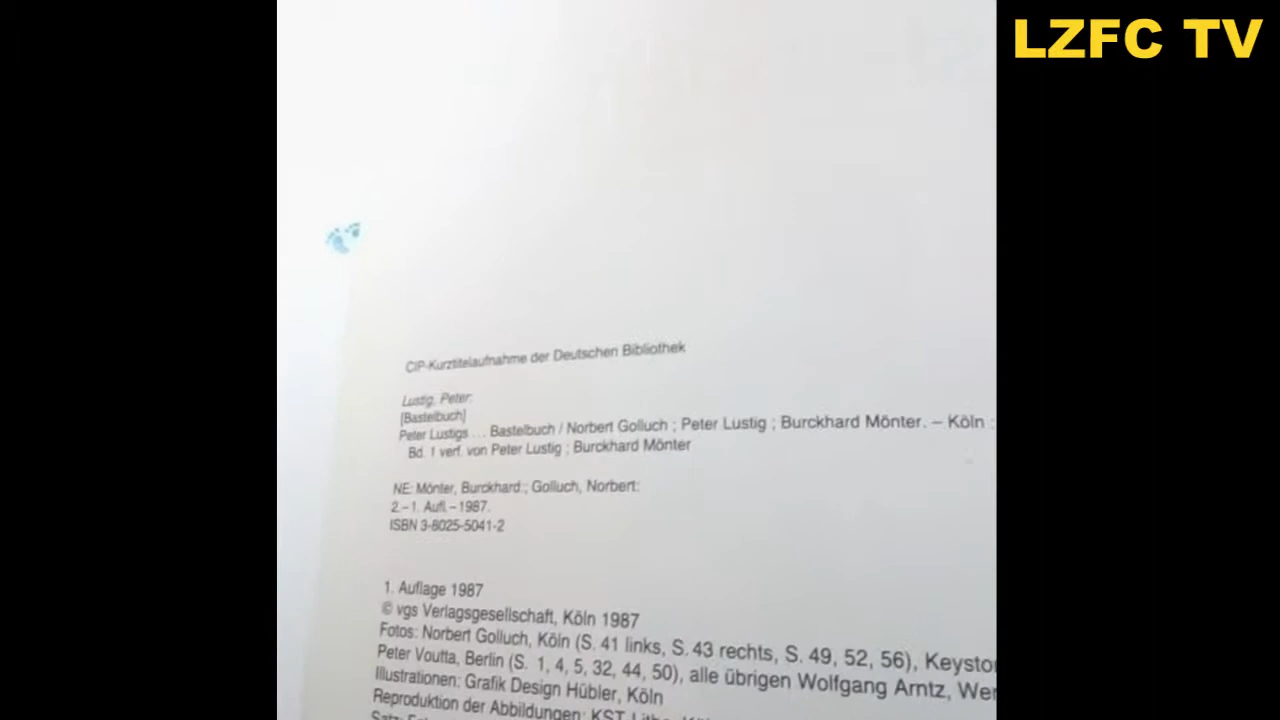 LZFC TV
CIP-Kurztitelaufnahme der Deutschen Bibliothek
Lustig, Peter:
[Bastelbuch]
Peter Lustigs ... Bastelbuch / Norbert Golluch ; Peter Lustig ; Burckhard Mönter. – Köln :
Bd. 1 verf. von Peter Lustig ; Burckhard Mönter
NE: Mönter, Burckhard:; Golluch, Norbert:
2. – 1. Aufl. – 1987.
ISBN 3-8025-5041-2
1. Auflage 1987
© vgs Verlagsgesellschaft, Köln 1987
Fotos: Norbert Golluch, Köln (S. 41 links, S. 43 rechts, S. 49, 52, 56),
Peter Voutta, Berlin (S. 1, 4, 5, 32, 44, 50), alle übrigen Wolfgang Arntz,
Illustrationen: Grafik Design Hübler, Köln
Reproduktion der Abbildungen: KST